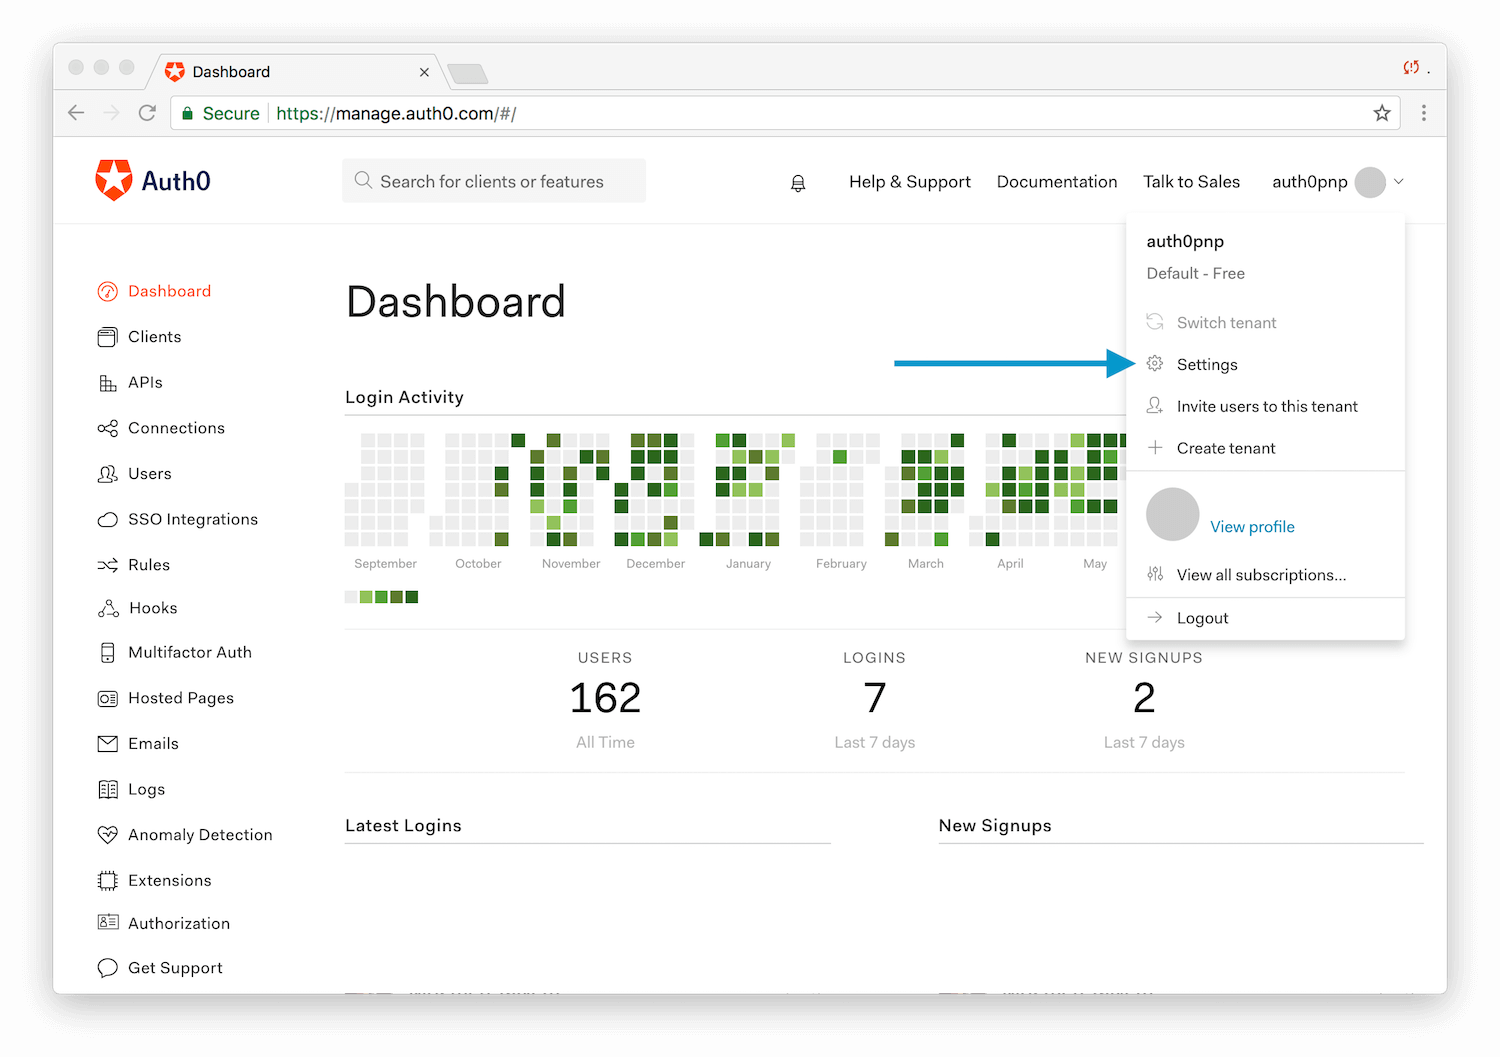 Dashboard
Secure https://manage.auth0.com/#/
Auth0
Search for clients or features
Help & Support
Documentation
Talk to Sales
auth0pnp
auth0pnp
Default - Free
Switch tenant
Settings
Invite users to this tenant
Create tenant
View profile
View all subscriptions...
Logout
Dashboard
Clients
APIs
Connections
Users
SSO Integrations
Rules
Hooks
Multifactor Auth
Hosted Pages
Emails
Logs
Anomaly Detection
Extensions
Authorization
Get Support
Dashboard
Login Activity
September October November December January February March April May
USERS
162
All Time
LOGINS
7
Last 7 days
NEW SIGNUPS
2
Last 7 days
Latest Logins
New Signups